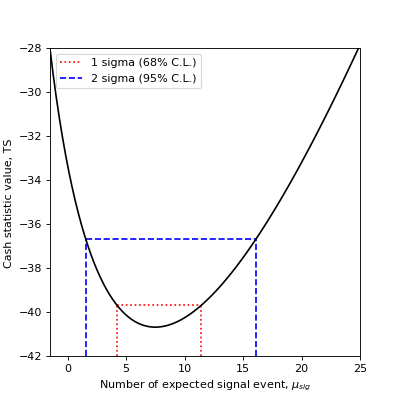 −28
−30
−32
−34
−36
−38
−40
−42
Cash statistic value, TS
1 sigma (68% C.L.)
2 sigma (95% C.L.)
0 5 10 15 20 25
Number of expected signal event, μ_sig